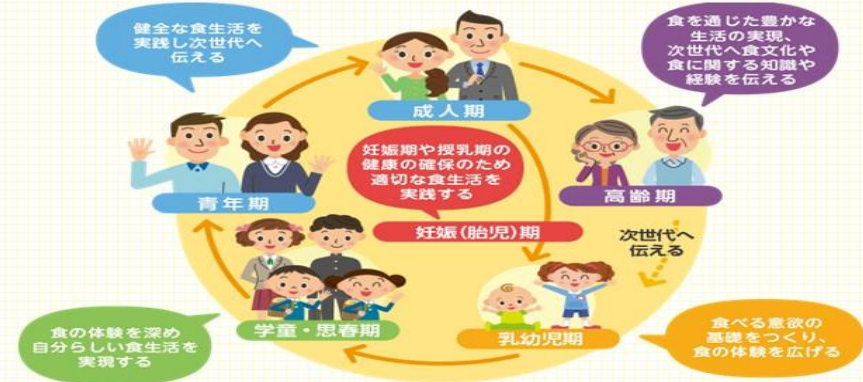 健全な食生活を
実践し次世代へ
伝える
食を通じた豊かな
生活の実現、
次世代へ食文化や
食に関する知識や
経験を伝える
成人期
妊娠期や授乳期の
健康の確保のため
適切な食生活を
実践する
青年期
高齢期
妊娠(胎児)期
次世代へ
伝える
食の体験を深め
自分らしい食生活を
実現する
学童・思春期
乳幼児期
食べる意欲の
基礎をつくり、
食の体験を広げる